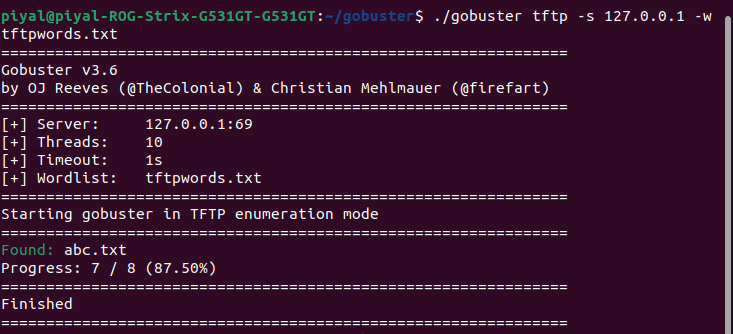 piyal@piyal-ROG-Strix-G531GT-G531GT:~/gobuster$ ./gobuster tftp -s 127.0.0.1 -w
tftpwords.txt
===============================================================
Gobuster v3.6
by OJ Reeves (@TheColonial) & Christian Mehlmauer (@firefart)
===============================================================
[+] Server:     127.0.0.1:69
[+] Threads:    10
[+] Timeout:    1s
[+] Wordlist:   tftpwords.txt
===============================================================
Starting gobuster in TFTP enumeration mode
===============================================================
Found: abc.txt
Progress: 7 / 8 (87.50%)
===============================================================
Finished
===============================================================